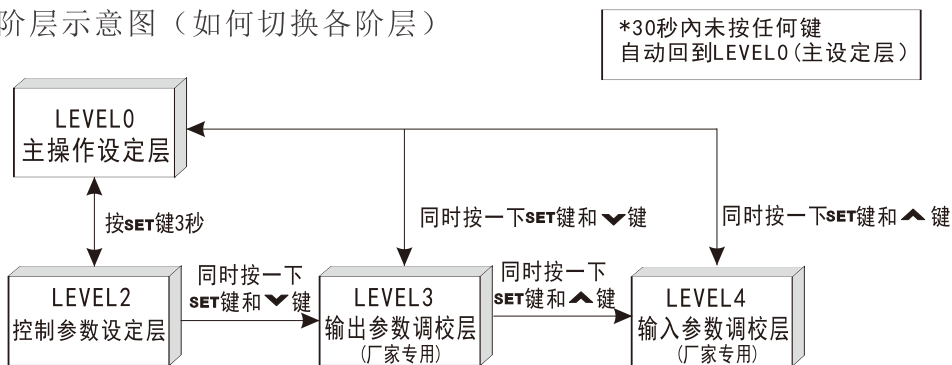 阶层示意图（如何切换各阶层）
*30秒內未按任何键
自动回到LEVEL0(主设定层)
LEVEL0
主操作设定层
按SET键3秒
同时按一下SET键和键
同时按一下SET键和键
LEVEL2
控制参数设定层
同时按一下
SET键和键
LEVEL3
输出参数调校层
(厂家专用)
同时按一下
SET键和键
LEVEL4
输入参数调校层
(厂家专用)